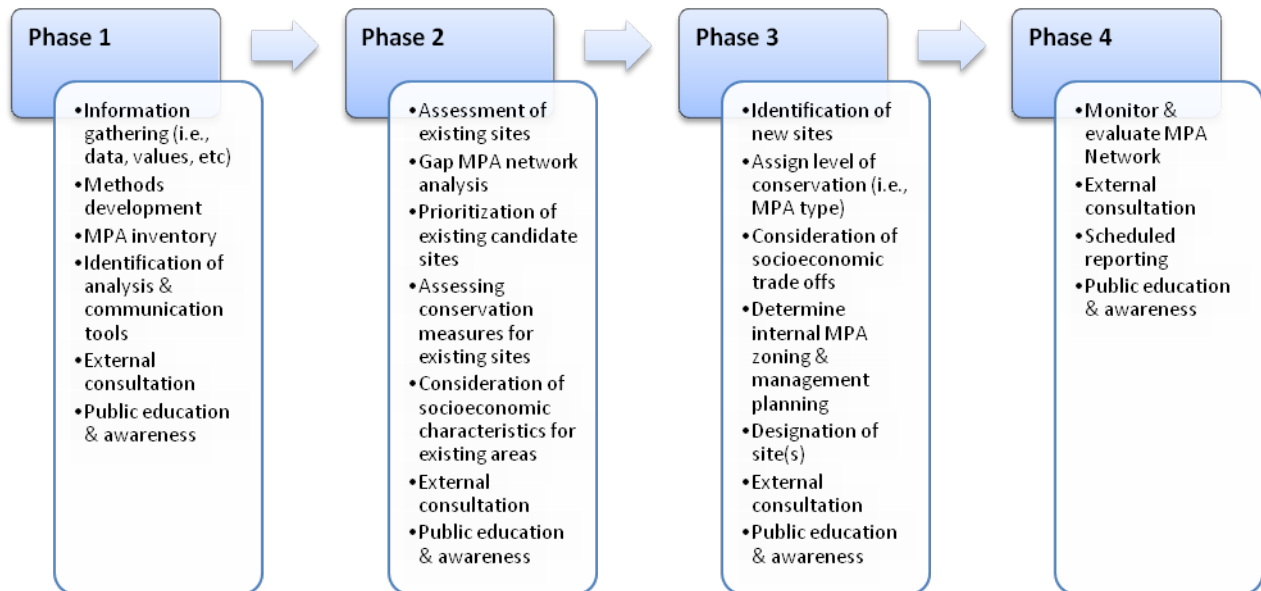 Phase 1
•Information
gathering (i.e.,
data, values, etc)
•Methods
development
•MPA inventory
•Identification of
analysis &
communication
tools
•External
consultation
•Public education
& awareness
Phase 2
•Assessment of
existing sites
•Gap MPA network
analysis
•Prioritization of
existing candidate
sites
•Assessing
conservation
measures for
existing sites
•Consideration of
socioeconomic
characteristics for
existing areas
•External
consultation
•Public education
& awareness
Phase 3
•Identification of
new sites
•Assign level of
conservation (i.e.,
MPA type)
•Consideration of
socioeconomic
trade offs
•Determine
internal MPA
zoning &
management
planning
•Designation of
site(s)
•External
consultation
•Public education
& awareness
Phase 4
•Monitor &
evaluate MPA
Network
•External
consultation
•Scheduled
reporting
•Public education
& awareness